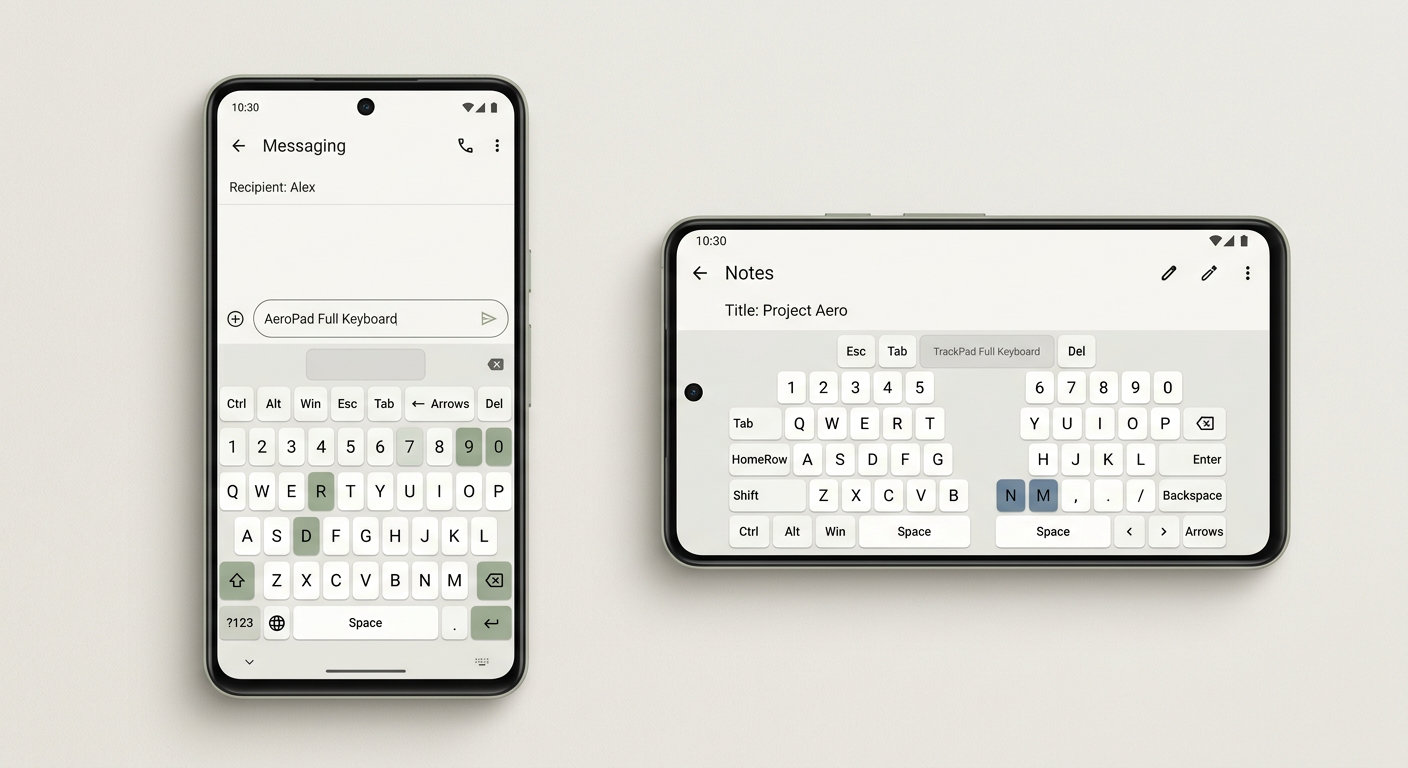 10:30
Messaging
Recipient: Alex
AeroPad Full Keyboard
Ctrl Alt Win Esc Tab ← Arrows Del
1 2 3 4 5 6 7 8 9 0
Q W E R T Y U I O P
A S D F G H J K L
Z X C V B N M
?123 Space .
10:30
Notes
Title: Project Aero
Esc Tab TrackPad Full Keyboard Del
1 2 3 4 5 6 7 8 9 0
Tab Q W E R T Y U I O P
HomeRow A S D F G H J K L Enter
Shift Z X C V B N M , . / Backspace
Ctrl Alt Win Space Space < > Arrows